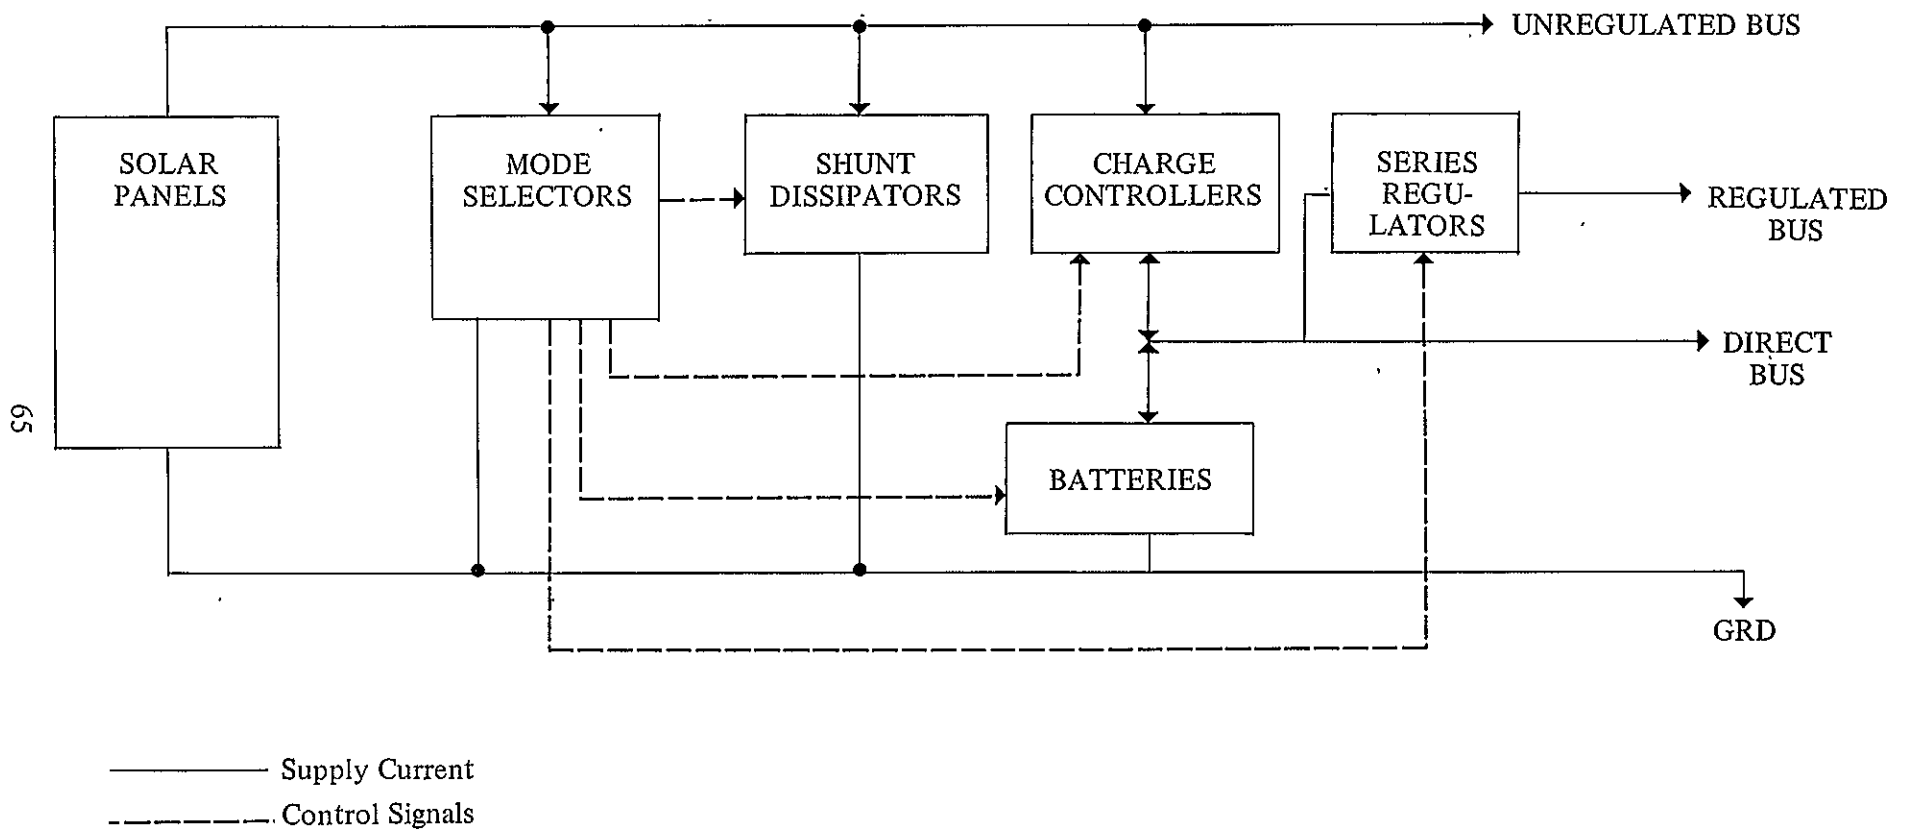 UNREGULATED BUS
SOLAR
PANELS
MODE
SELECTORS
SHUNT
DISSIPATORS
CHARGE
CONTROLLERS
SERIES
REGU-
LATORS
REGULATED
BUS
DIRECT
BUS
BATTERIES
65
GRD
Supply Current
Control Signals